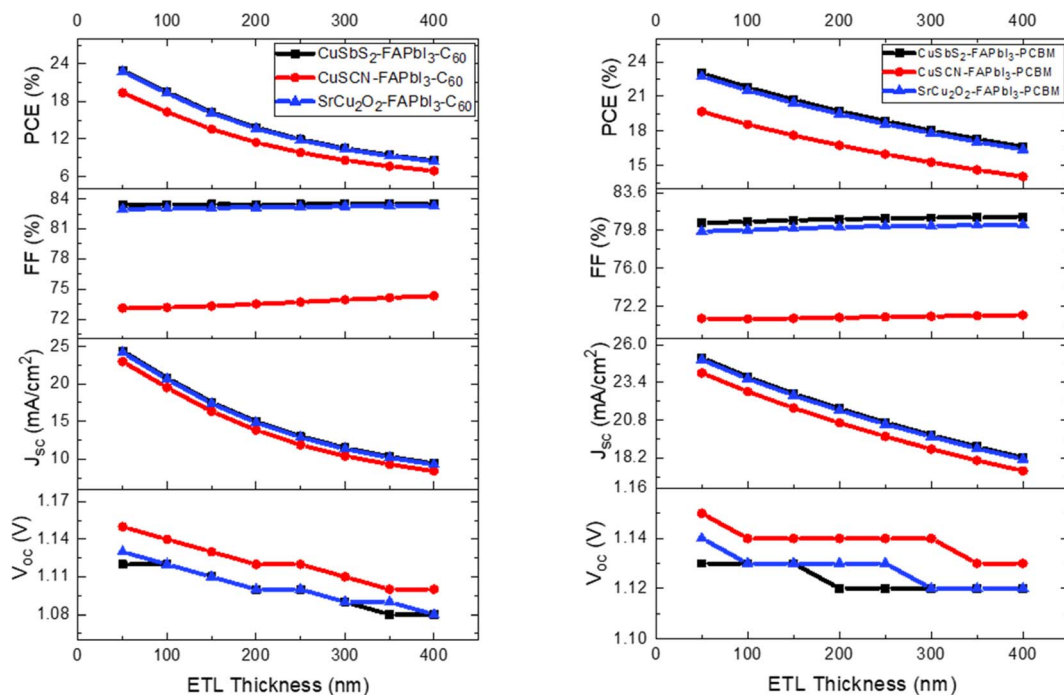 0 100 200 300 400
PCE (%)
24
18
12
6
CuSbS₂-FAPbI₃-C₆₀
CuSCN-FAPbI₃-C₆₀
SrCu₂O₂-FAPbI₃-C₆₀
FF (%)
84
81
78
75
72
J_SC (mA/cm²)
25
20
15
10
V_OC (V)
1.17
1.14
1.11
1.08
0 100 200 300 400
ETL Thickness (nm)
0 100 200 300 400
PCE (%)
24
21
18
15
CuSbS₂-FAPbI₃-PCBM
CuSCN-FAPbI₃-PCBM
SrCu₂O₂-FAPbI₃-PCBM
FF (%)
83.6
79.8
76.0
72.2
J_SC (mA/cm²)
26.0
23.4
20.8
18.2
V_OC (V)
1.16
1.14
1.12
1.10
0 100 200 300 400
ETL Thickness (nm)